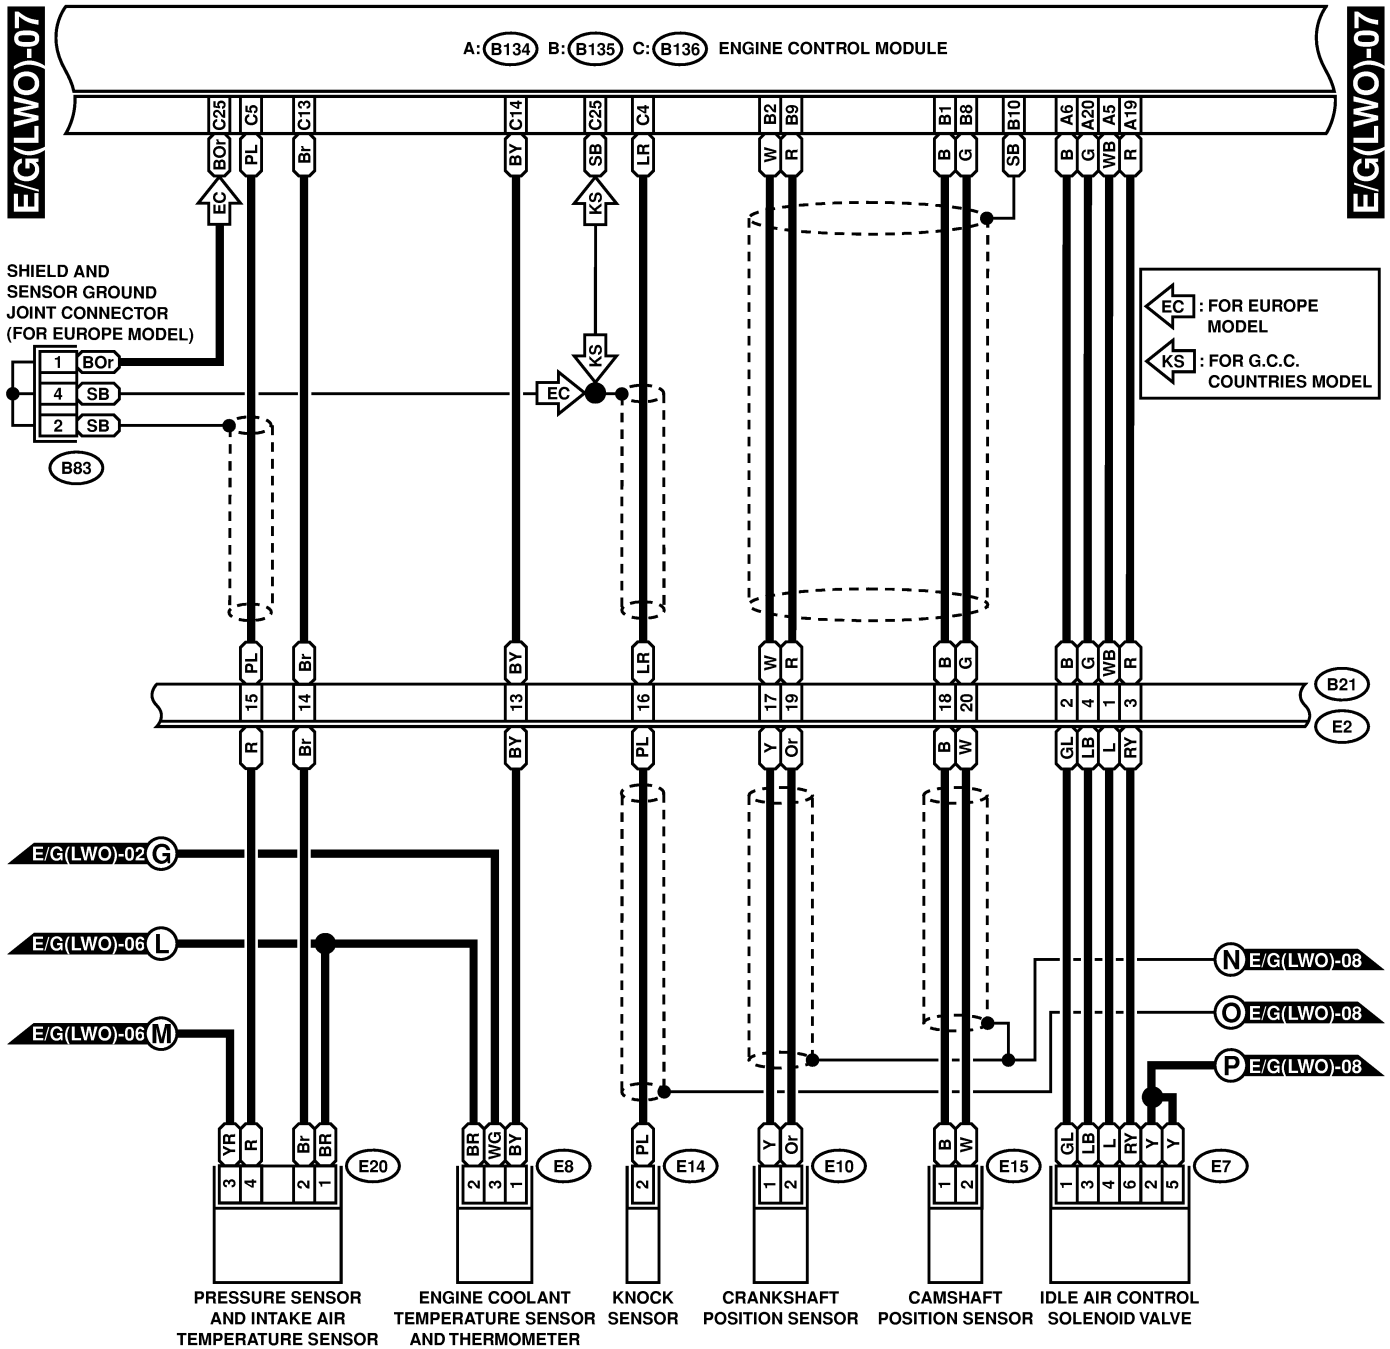 E/G(LWO)-07
A: B134 B: B135 C: B136 ENGINE CONTROL MODULE
E/G(LWO)-07
C25 C5 C13 C14 C25 C4 B2 B9 B1 B8 B10 A6 A20 A5 A19
BOr PL Br BY SB LR W R B G SB B G WB R
EC KS
SHIELD AND
SENSOR GROUND
JOINT CONNECTOR
(FOR EUROPE MODEL)
EC : FOR EUROPE
MODEL
KS : FOR G.C.C.
COUNTRIES MODEL
KS
1 BOr
4 SB EC
2 SB
B83
PL Br BY LR W R B G B G WB R
B21
15 14 13 16 17 19 18 20 2 4 1 3
E2
R Br BY PL Y Or B W GL LB L RY
E/G(LWO)-02 G
E/G(LWO)-06 L
N E/G(LWO)-08
O E/G(LWO)-08
E/G(LWO)-06 M
P E/G(LWO)-08
YR R Br BR BR WG BY PL Y Or B W GL LB L RY Y Y
E20 E8 E14 E10 E15 E7
3 4 2 1 2 3 1 2 1 2 1 2 1 3 4 6 2 5
PRESSURE SENSOR
AND INTAKE AIR
TEMPERATURE SENSOR
ENGINE COOLANT
TEMPERATURE SENSOR
AND THERMOMETER
KNOCK
SENSOR
CRANKSHAFT
POSITION SENSOR
CAMSHAFT
POSITION SENSOR
IDLE AIR CONTROL
SOLENOID VALVE